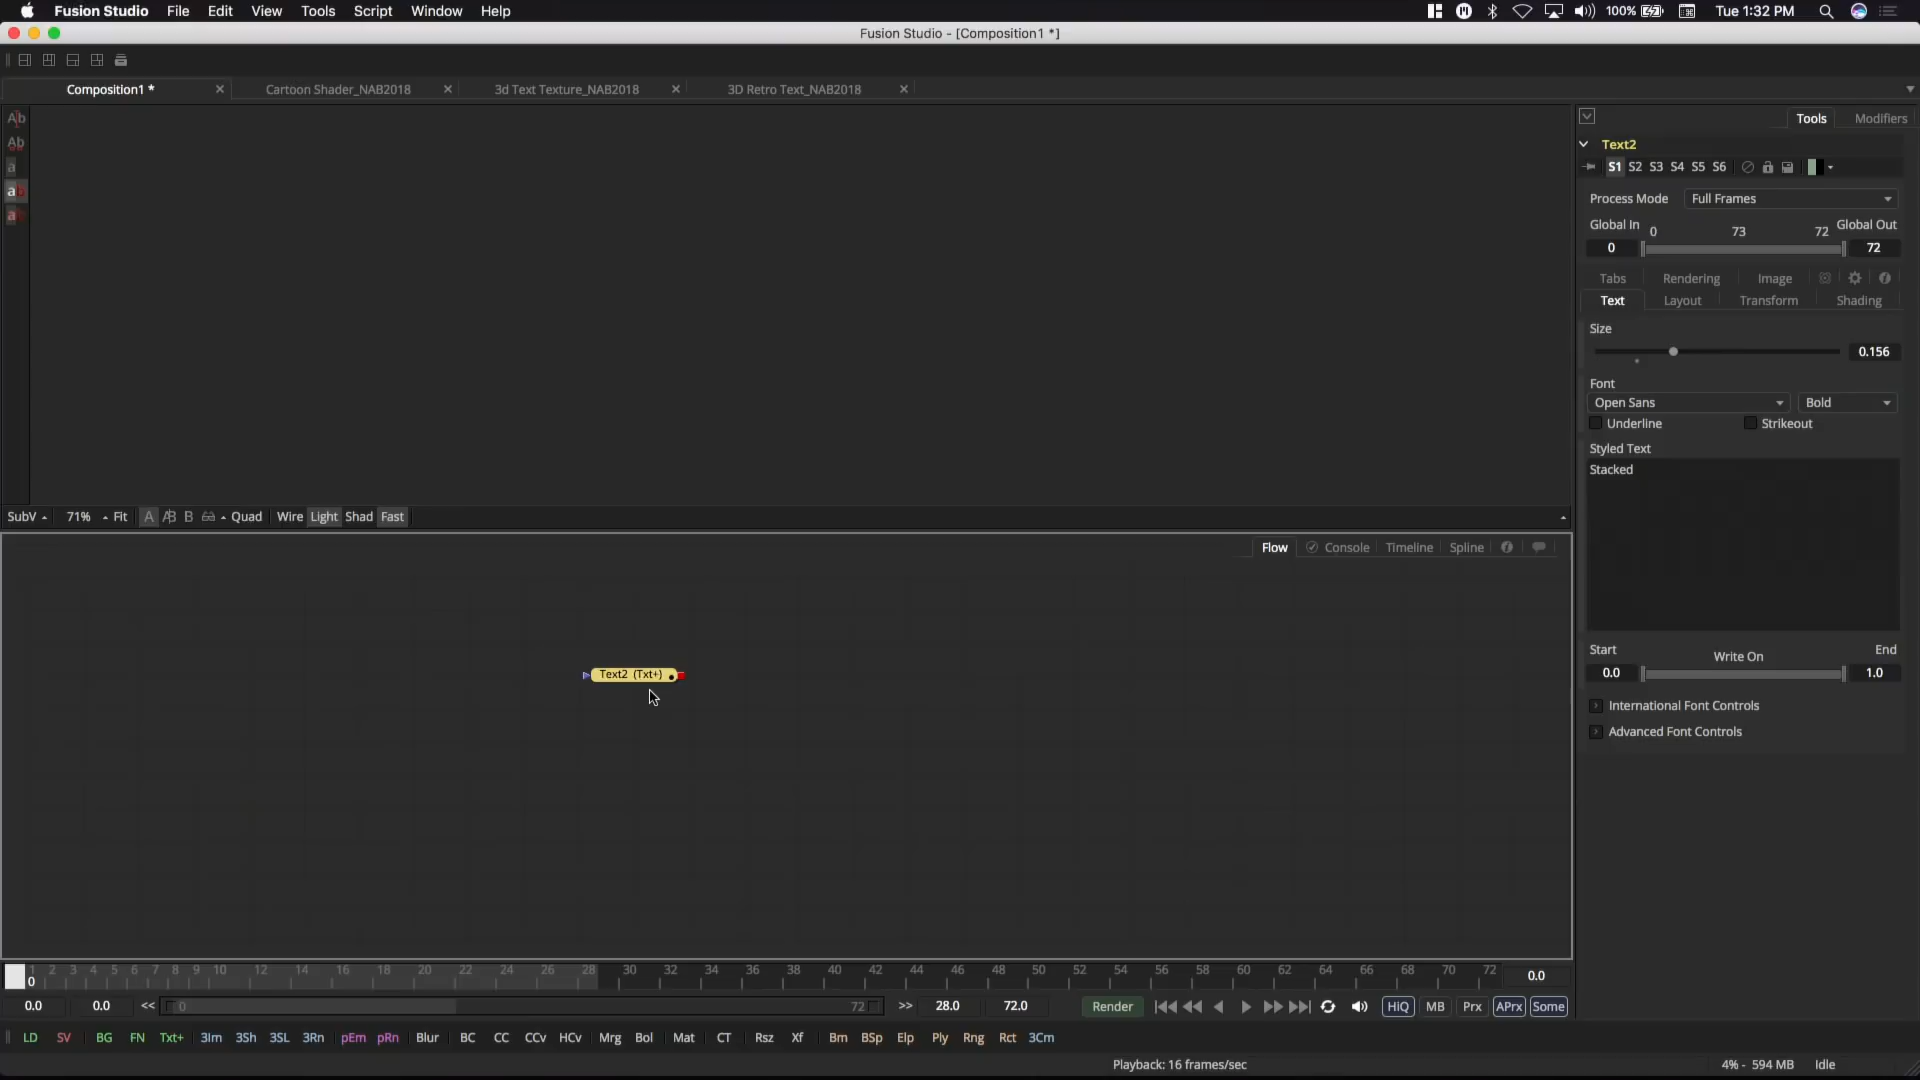 Fusion Studio File Edit View Tools Script Window Help 100% Tue 1:32 PM
Fusion Studio - [Composition1 *]
Composition1 * Cartoon Shader_NAB2018 3d Text Texture_NAB2018 3D Retro Text_NAB2018
Ab
Ab
a
ab
a
Tools Modifiers
Text2
S1 S2 S3 S4 S5 S6
Process Mode Full Frames
Global In 0 73 72 Global Out
0 72
Tabs Rendering Image
Text Layout Transform Shading
Size
0.156
Font
Open Sans Bold
Underline Strikeout
Styled Text
Stacked
Start Write On End
0.0 1.0
International Font Controls
Advanced Font Controls
SubV 71% Fit A AB B Quad Wire Light Shad Fast
Flow Console Timeline Spline
Text2 (Txt+)
0 1 2 3 4 5 6 7 8 9 10 12 14 16 18 20 22 24 26 28 30 32 34 36 38 40 42 44 46 48 50 52 54 56 58 60 62 64 66 68 70 72 0.0
0.0 0.0 << 0 72 >> 28.0 72.0 Render HiQ MB Prx APrx Some
LD SV BG FN Txt+ 3Im 3Sh 3SL 3Rn pEm pRn Blur BC CC CCv HCv Mrg Bol Mat CT Rsz Xf Bm BSp Elp Ply Rng Rct 3Cm
Playback: 16 frames/sec 4% - 594 MB Idle